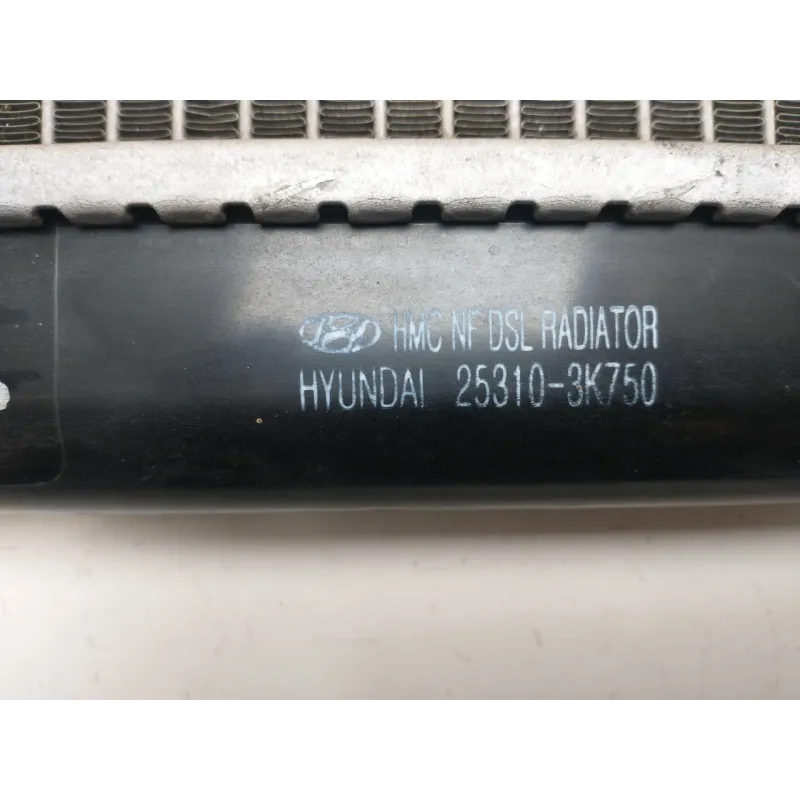 HMC NF DSL RADIATOR
HYUNDAI 25310-3K750